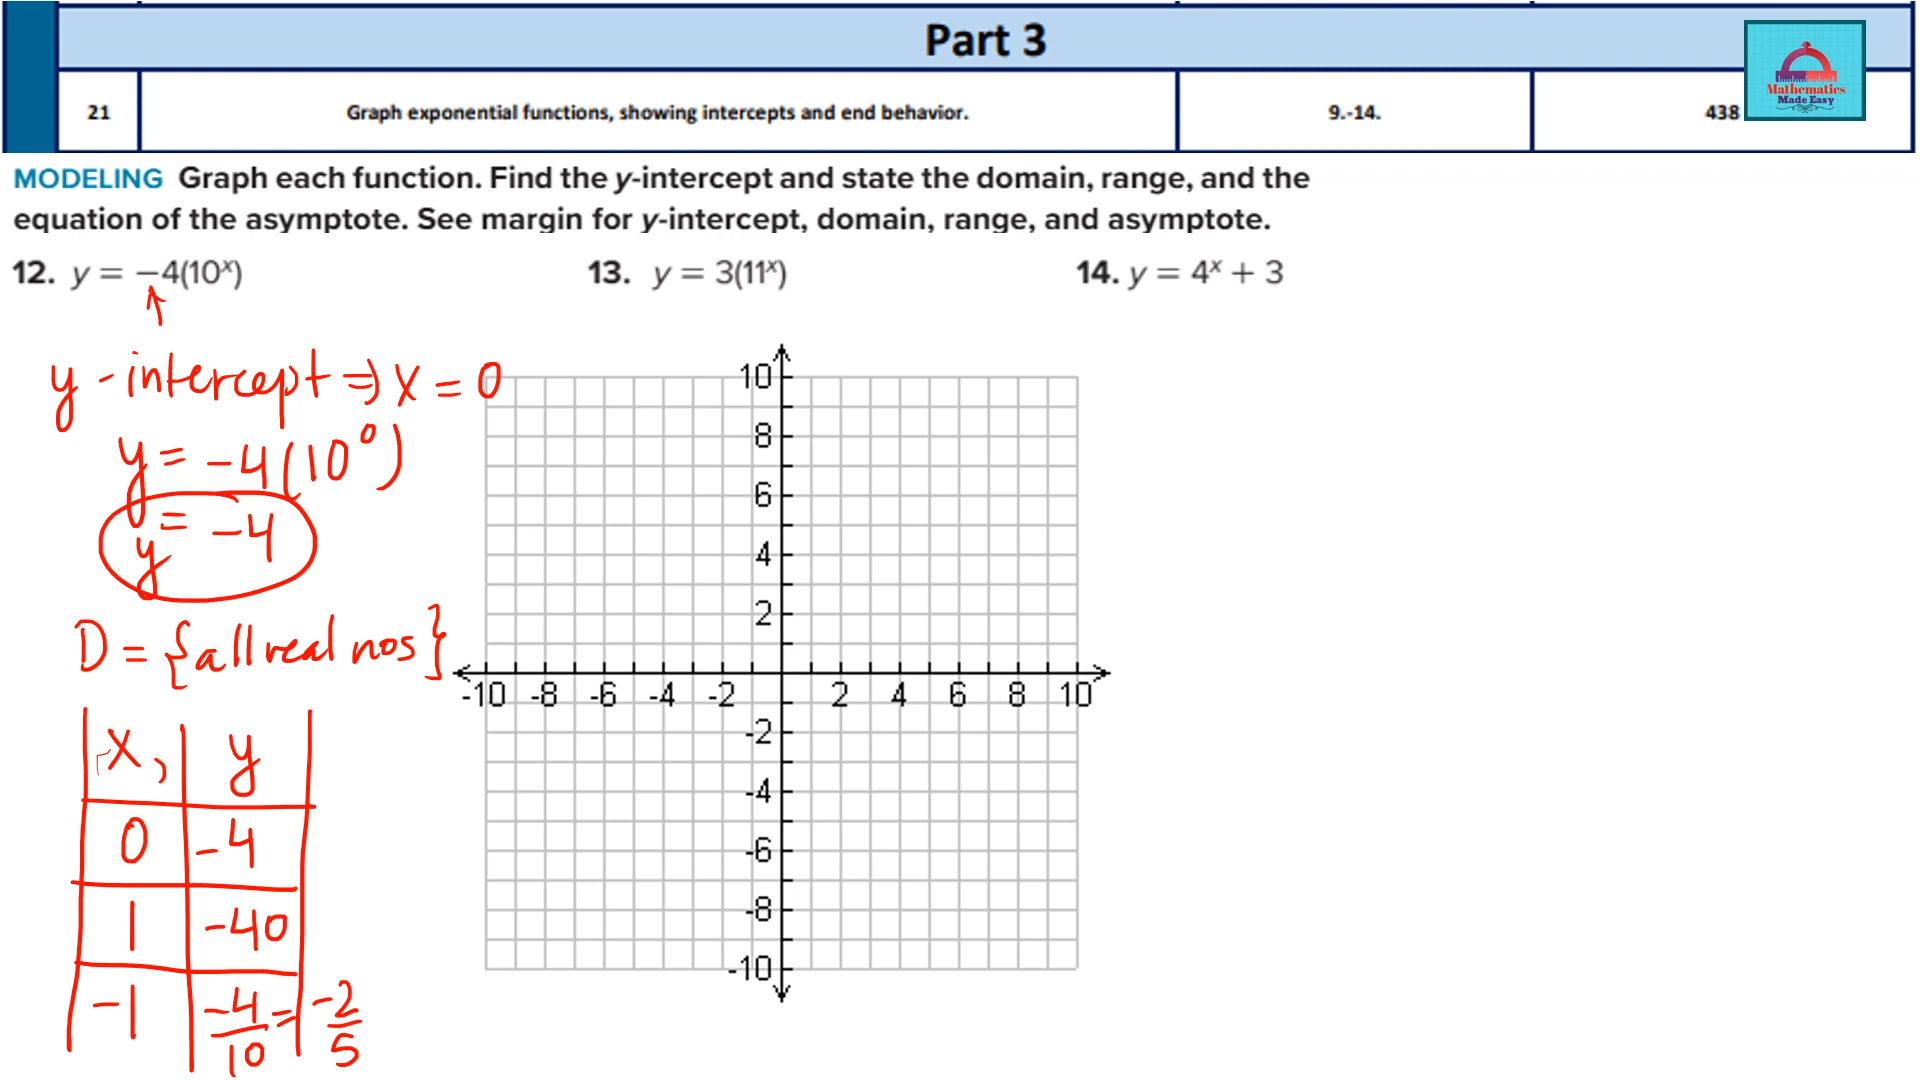 Part 3
21 Graph exponential functions, showing intercepts and end behavior. 9.-14. 438
Mathematics
Made Easy
MODELING Graph each function. Find the y-intercept and state the domain, range, and the
equation of the asymptote. See margin for y-intercept, domain, range, and asymptote.
12. y = −4(10ˣ) 13. y = 3(11ˣ) 14. y = 4ˣ + 3
y - intercept ⇒ x = 0
y = -4(10⁰)
y = -4
D = {all real nos}
x, y
0 -4
1 -40
-1 -4/10 = -2/5
10
8
6
4
2
-10 -8 -6 -4 -2 2 4 6 8 10
-2
-4
-6
-8
-10